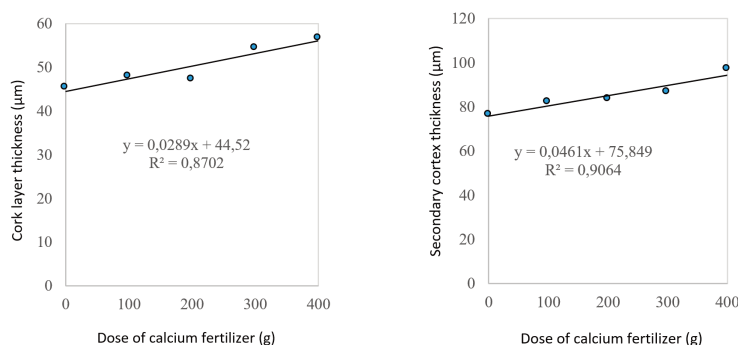 60
50
40
30
20
10
0
Cork layer thickness (µm)
y = 0,0289x + 44,52
R² = 0,8702
0 100 200 300 400
Dose of calcium fertilizer (g)
120
100
80
60
40
20
0
Secondary cortex thcikness (µm)
y = 0,0461x + 75,849
R² = 0,9064
0 100 200 300 400
Dose of calcium fertilizer (g)